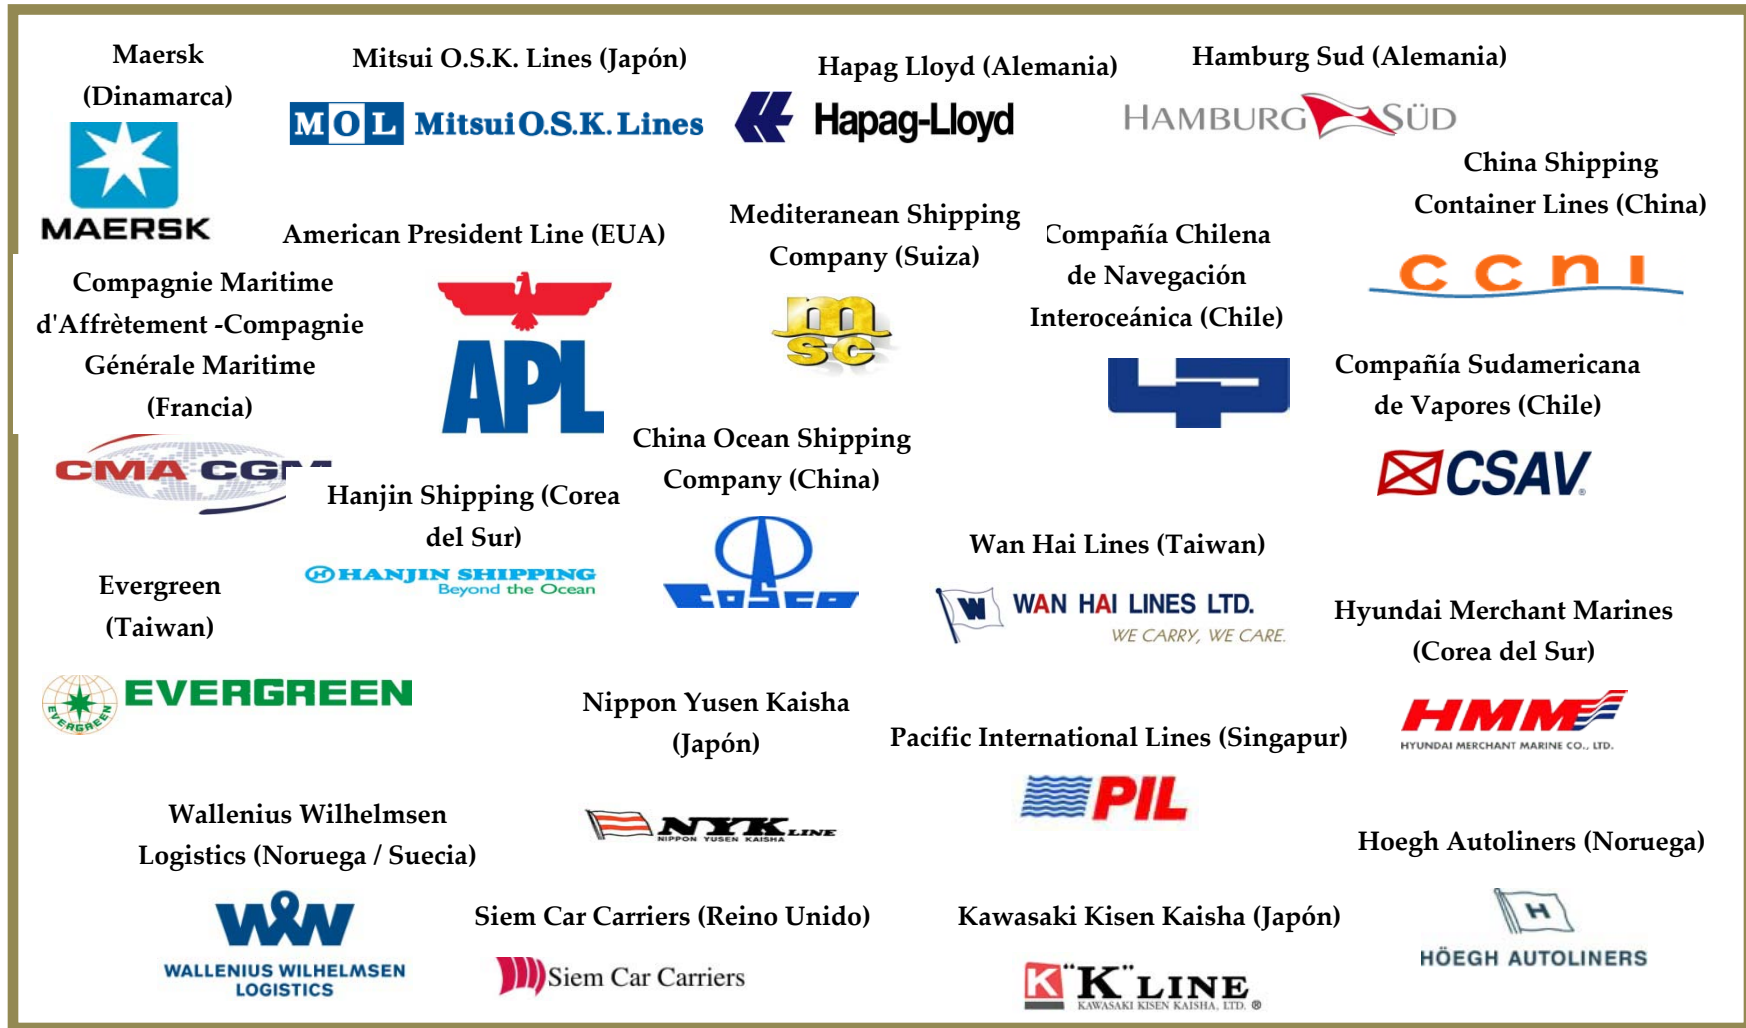 Maersk
(Dinamarca)
MAERSK
Mitsui O.S.K. Lines (Japón)
MOL Mitsui O.S.K. Lines
Hapag Lloyd (Alemania)
Hapag-Lloyd
Hamburg Sud (Alemania)
HAMBURG SÜD
China Shipping
Container Lines (China)
ccni
American President Line (EUA)
APL
Mediteranean Shipping
Company (Suiza)
msc
Compañía Chilena
de Navegación
Interoceánica (Chile)
Compagnie Maritime
d'Affrètement -Compagnie
Générale Maritime
(Francia)
CMA CGM
Compañía Sudamericana
de Vapores (Chile)
CSAV
China Ocean Shipping
Company (China)
COSCO
Hanjin Shipping (Corea
del Sur)
HANJIN SHIPPING
Beyond the Ocean
Wan Hai Lines (Taiwan)
W WAN HAI LINES LTD.
WE CARRY, WE CARE.
Evergreen
(Taiwan)
EVERGREEN
EVERGREEN
Hyundai Merchant Marines
(Corea del Sur)
HMM
HYUNDAI MERCHANT MARINE CO., LTD.
Nippon Yusen Kaisha
(Japón)
NYK LINE
NIPPON YUSEN KAISHA
Pacific International Lines (Singapur)
PIL
Wallenius Wilhelmsen
Logistics (Noruega / Suecia)
WALLENIUS WILHELMSEN
LOGISTICS
Hoegh Autoliners (Noruega)
H
HÖEGH AUTOLINERS
Siem Car Carriers (Reino Unido)
Siem Car Carriers
Kawasaki Kisen Kaisha (Japón)
K "K" LINE
KAWASAKI KISEN KAISHA, LTD. ®